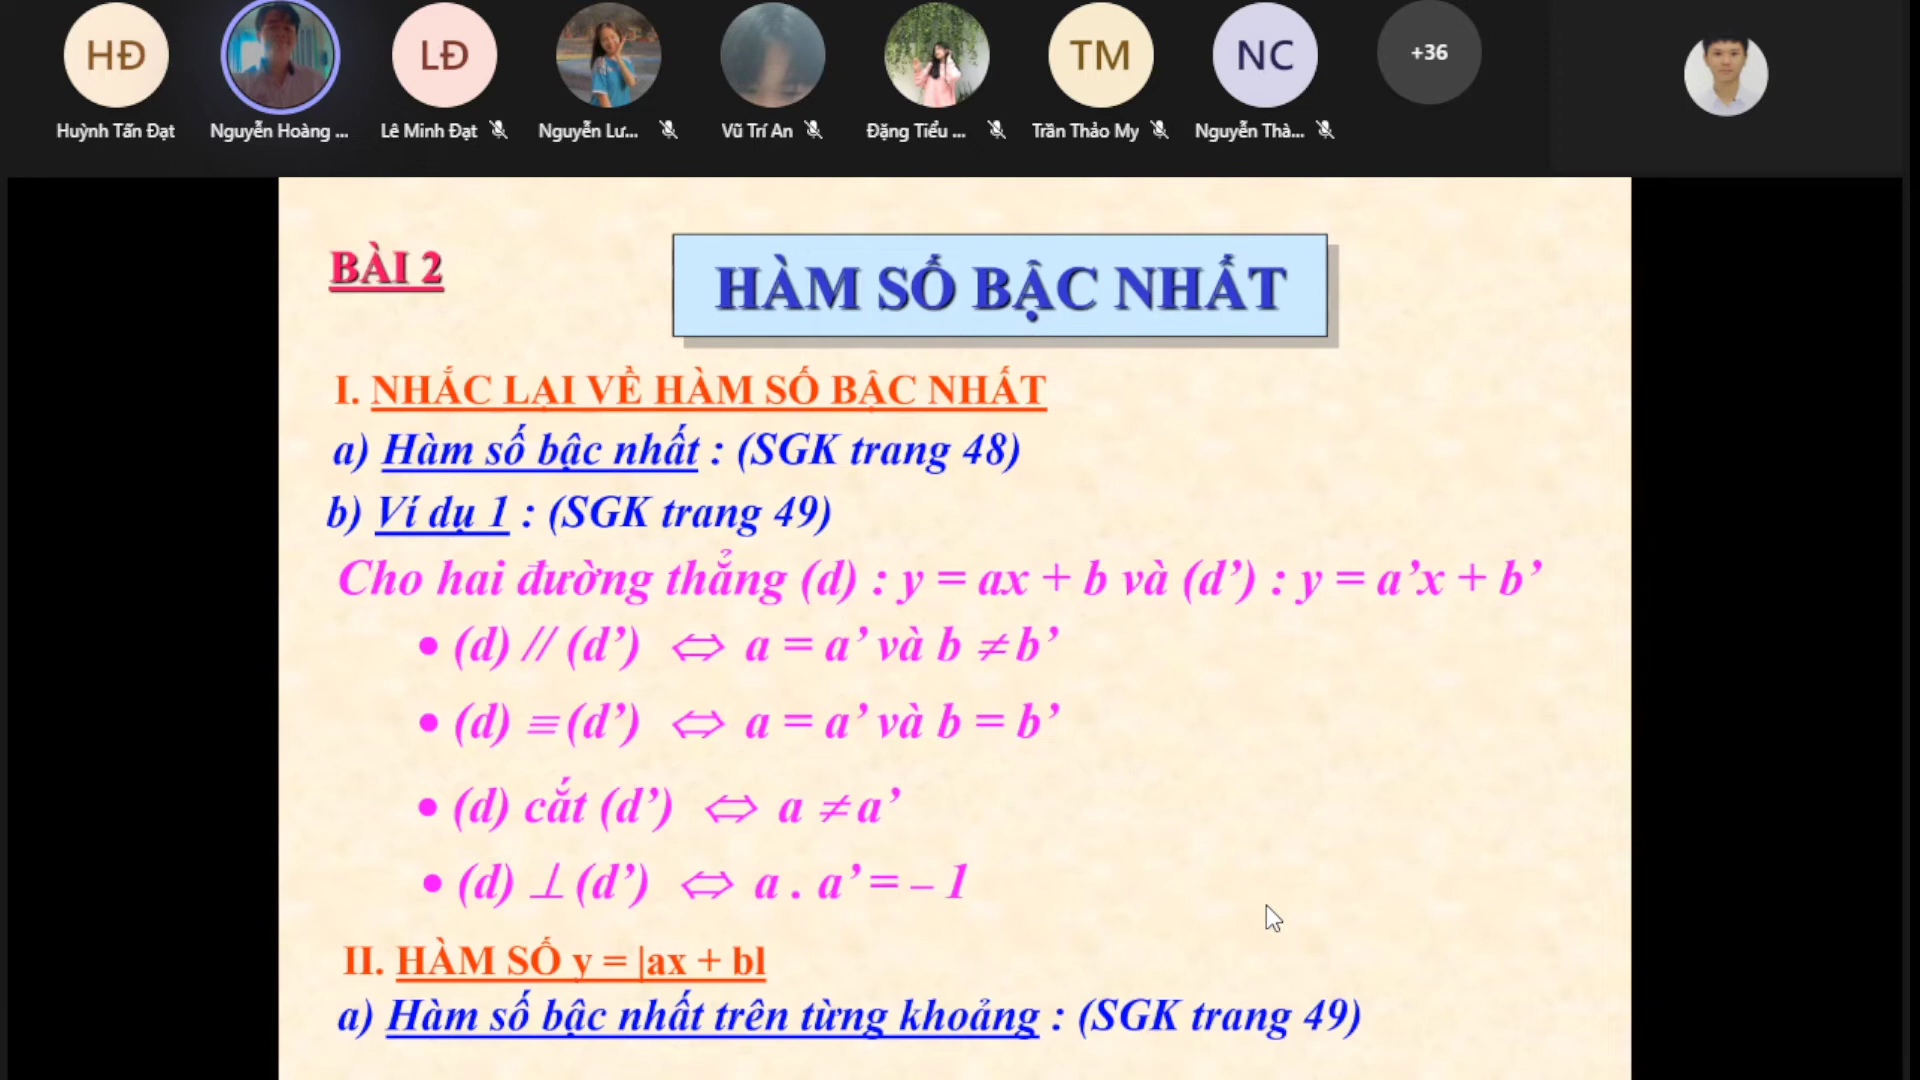 HĐ
LĐ
TM
NC
+36
Huỳnh Tấn Đạt
Nguyễn Hoàng ...
Lê Minh Đạt
Nguyễn Lư...
Vũ Trí An
Đặng Tiểu ...
Trần Thảo My
Nguyễn Thà...
BÀI 2
HÀM SỐ BẬC NHẤT
I. NHẮC LẠI VỀ HÀM SỐ BẬC NHẤT
a) Hàm số bậc nhất : (SGK trang 48)
b) Ví dụ 1 : (SGK trang 49)
Cho hai đường thẳng (d) : y = ax + b và (d’) : y = a’x + b’
• (d) // (d’) ⇔ a = a’ và b ≠ b’
• (d) ≡ (d’) ⇔ a = a’ và b = b’
• (d) cắt (d’) ⇔ a ≠ a’
• (d) ⊥ (d’) ⇔ a . a’ = – 1
II. HÀM SỐ y = |ax + bl
a) Hàm số bậc nhất trên từng khoảng : (SGK trang 49)